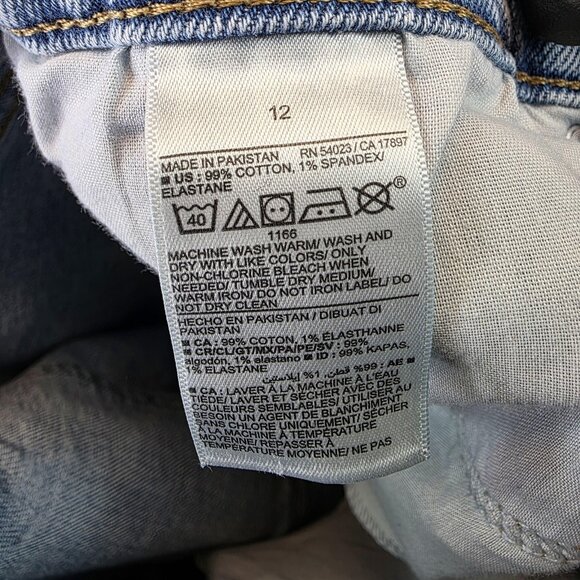 12
MADE IN PAKISTAN RN 54023 / CA 17897
■ US : 99% COTTON, 1% SPANDEX/
ELASTANE
40 ®
1166
MACHINE WASH WARM/ WASH AND
DRY WITH LIKE COLORS/ ONLY
NON-CHLORINE BLEACH WHEN
NEEDED/ TUMBLE DRY MEDIUM/
WARM IRON/ DO NOT IRON LABEL/ DO
NOT DRY CLEAN
HECHO EN PAKISTAN / DIBUAT DI
PAKISTAN
■ CA : 99% COTON, 1% ÉLASTHANNE
■ CR/CL/GT/MX/PA/PE/SV : 99%
algodón, 1% elastano ■ ID : 99% KAPAS,
1% ELASTANE
■ AE : 99% قطن, 1% إيلاستين
■ CA : LAVER À LA MACHINE À L'EAU
TIÈDE/ LAVER ET SÉCHER AVEC DES
COULEURS SEMBLABLES/ UTILISER AU
BESOIN UN AGENT DE BLANCHIMENT
SANS CHLORE UNIQUEMENT/ SÉCHER
À LA MACHINE À TEMPÉRATURE
MOYENNE/ REPASSER À
TEMPÉRATURE MOYENNE/ NE PAS